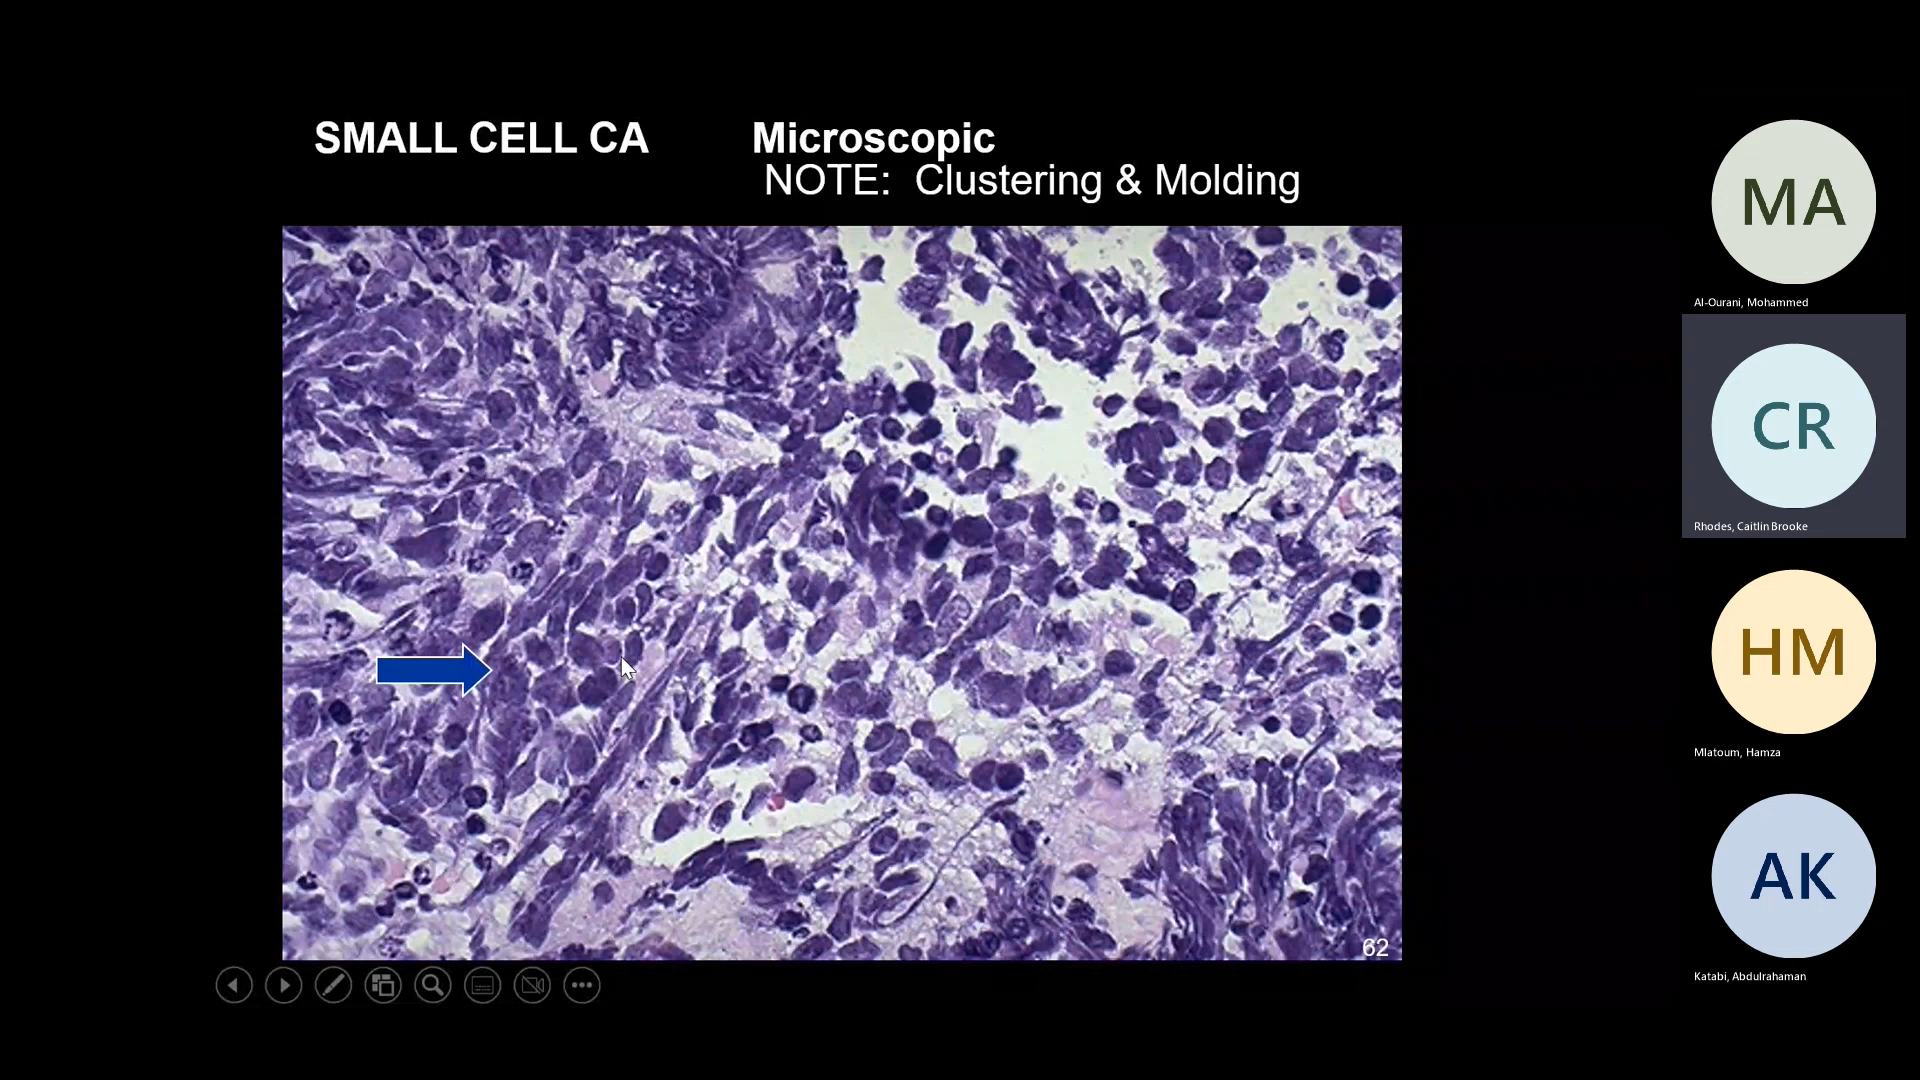 SMALL CELL CA
Microscopic
NOTE: Clustering & Molding
62
MA
Al-Ourani, Mohammed
CR
Rhodes, Caitlin Brooke
HM
Mlatoum, Hamza
AK
Katabi, Abdulrahaman